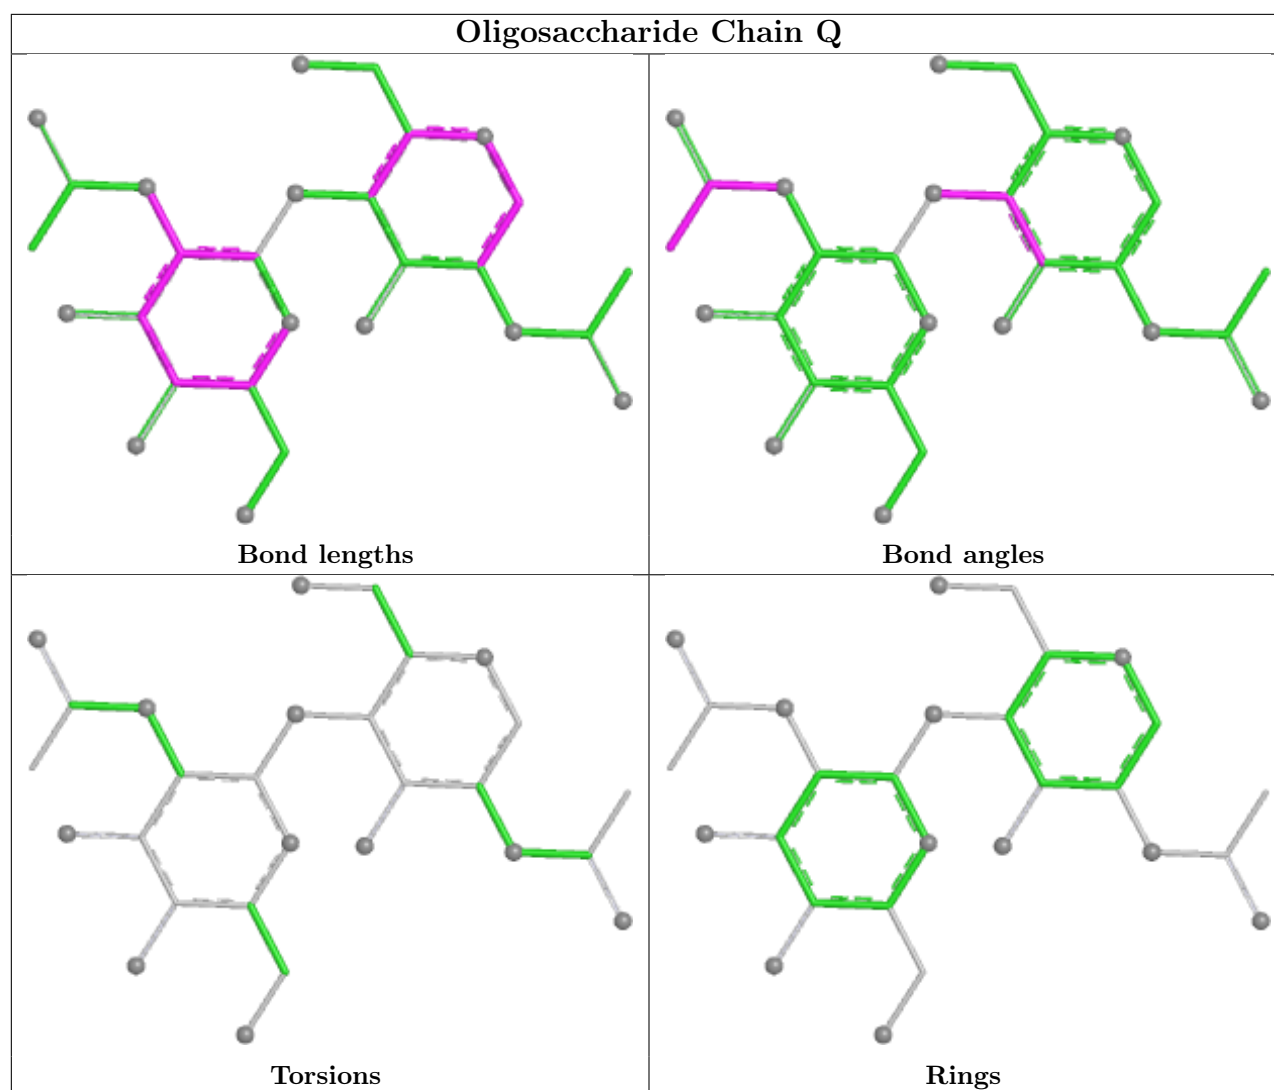 Oligosaccharide Chain Q
Bond lengths
Bond angles
Torsions
Rings